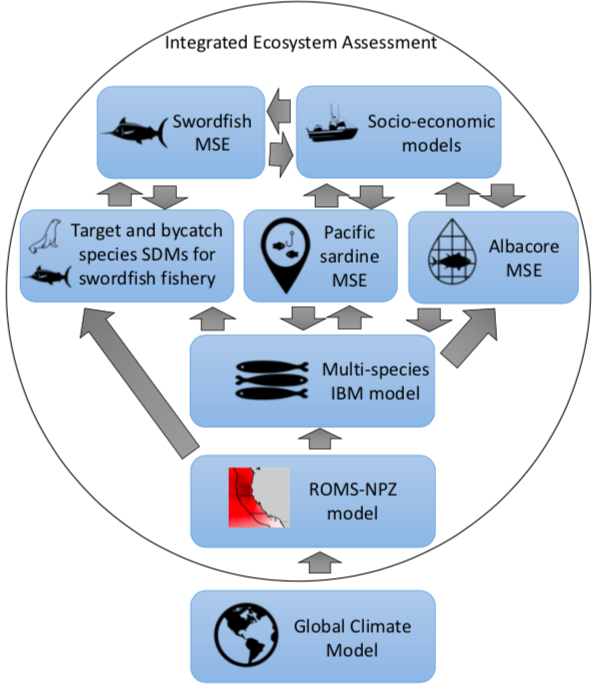 Integrated Ecosystem Assessment
Swordfish
MSE
Socio-economic
models
Target and bycatch
species SDMs for
swordfish fishery
Pacific
sardine
MSE
Albacore
MSE
Multi-species
IBM model
ROMS-NPZ
model
Global Climate
Model